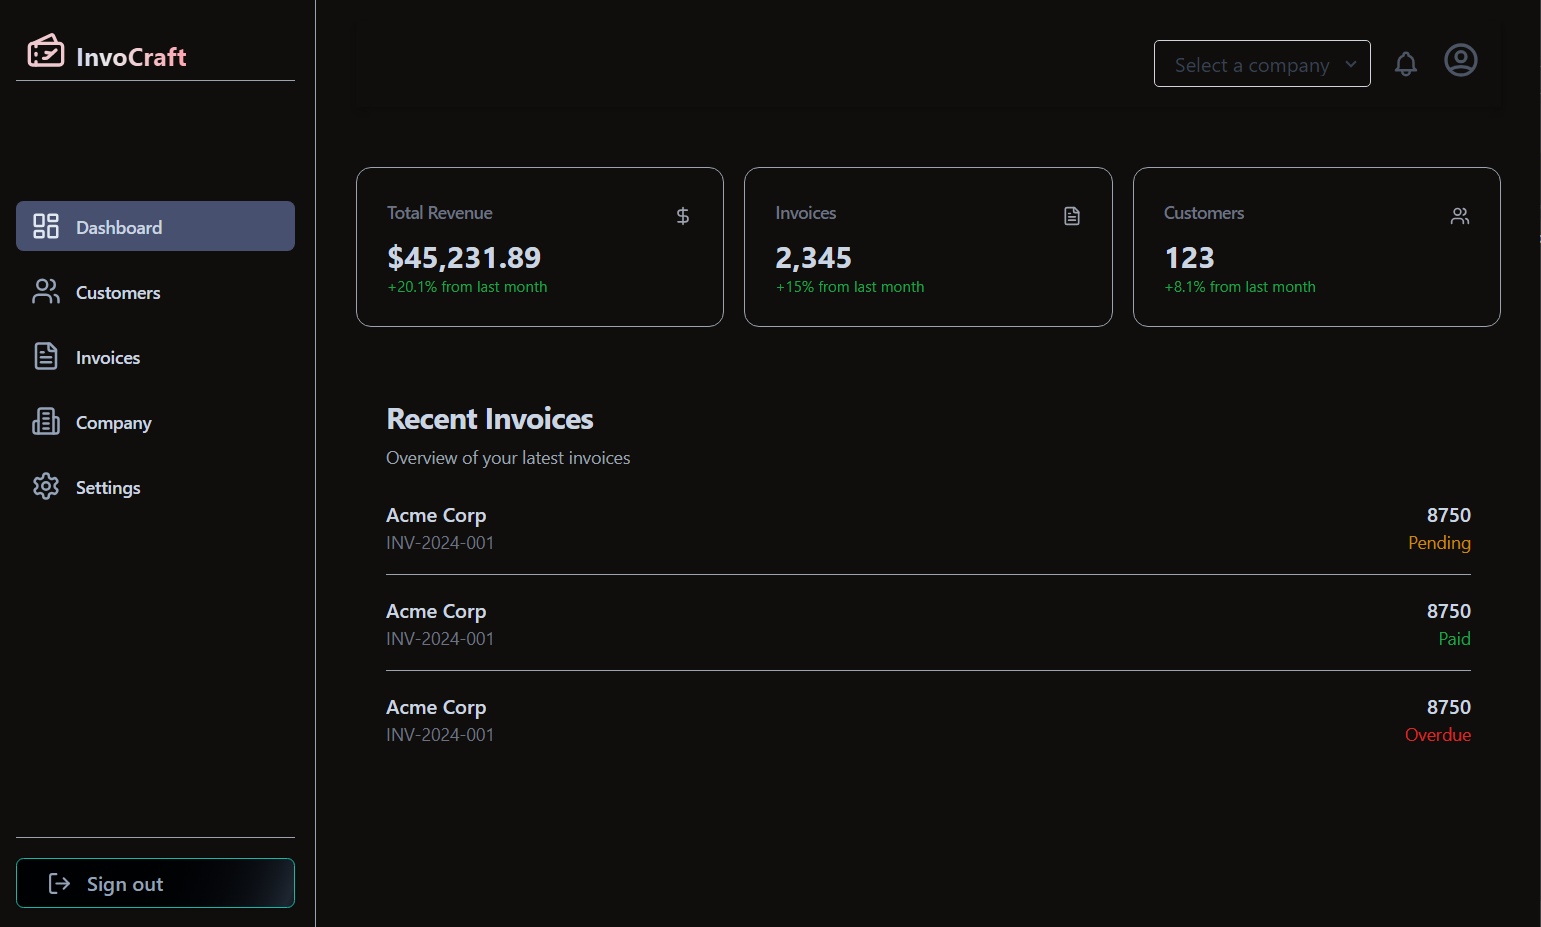 InvoCraft
Select a company
Dashboard
Customers
Invoices
Company
Settings
Sign out
Total Revenue
$45,231.89
+20.1% from last month
Invoices
2,345
+15% from last month
Customers
123
+8.1% from last month
Recent Invoices
Overview of your latest invoices
Acme Corp 8750
INV-2024-001 Pending
Acme Corp 8750
INV-2024-001 Paid
Acme Corp 8750
INV-2024-001 Overdue